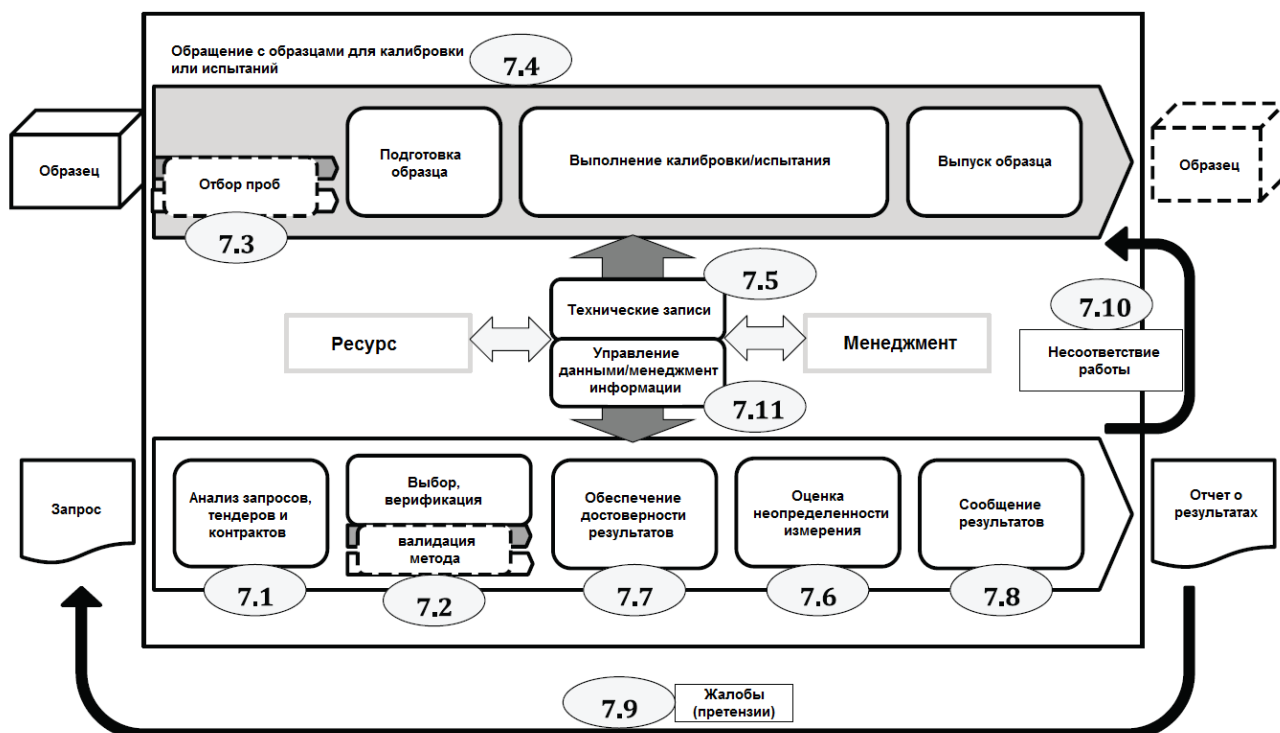 Обращение с образцами для калибровки
или испытаний
7.4
Образец
Отбор проб
7.3
Подготовка
образца
Выполнение калибровки/испытания
Выпуск образца
Образец
7.5
Технические записи
Ресурс
Управление
данными/менеджмент
информации
Менеджмент
7.11
7.10
Несоответствие
работы
Запрос
Анализ запросов,
тендеров и
контрактов
7.1
Выбор,
верификация
валидация
метода
7.2
Обеспечение
достоверности
результатов
7.7
Оценка
неопределенности
измерения
7.6
Сообщение
результатов
7.8
Отчет о
результатах
7.9
Жалобы
(претензии)